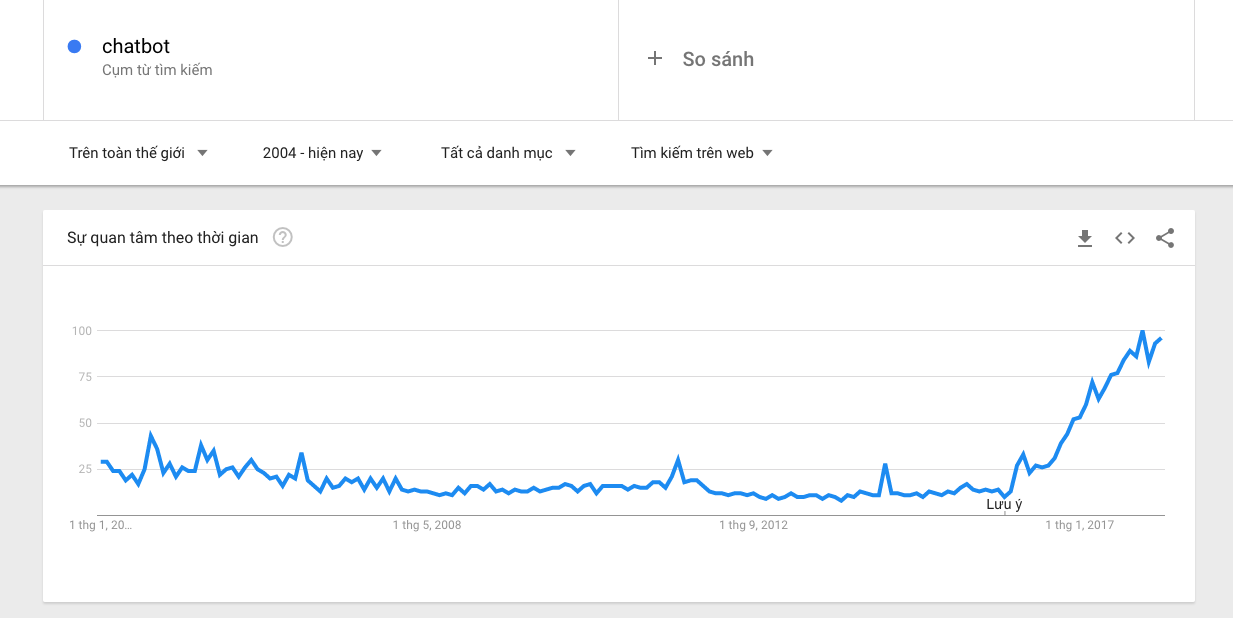 chatbot
Cụm từ tìm kiếm
+ So sánh
Trên toàn thế giới 2004 - hiện nay Tất cả danh mục Tìm kiếm trên web
Sự quan tâm theo thời gian ?
100
75
50
25
Lưu ý
1 thg 1, 20... 1 thg 5, 2008 1 thg 9, 2012 1 thg 1, 2017